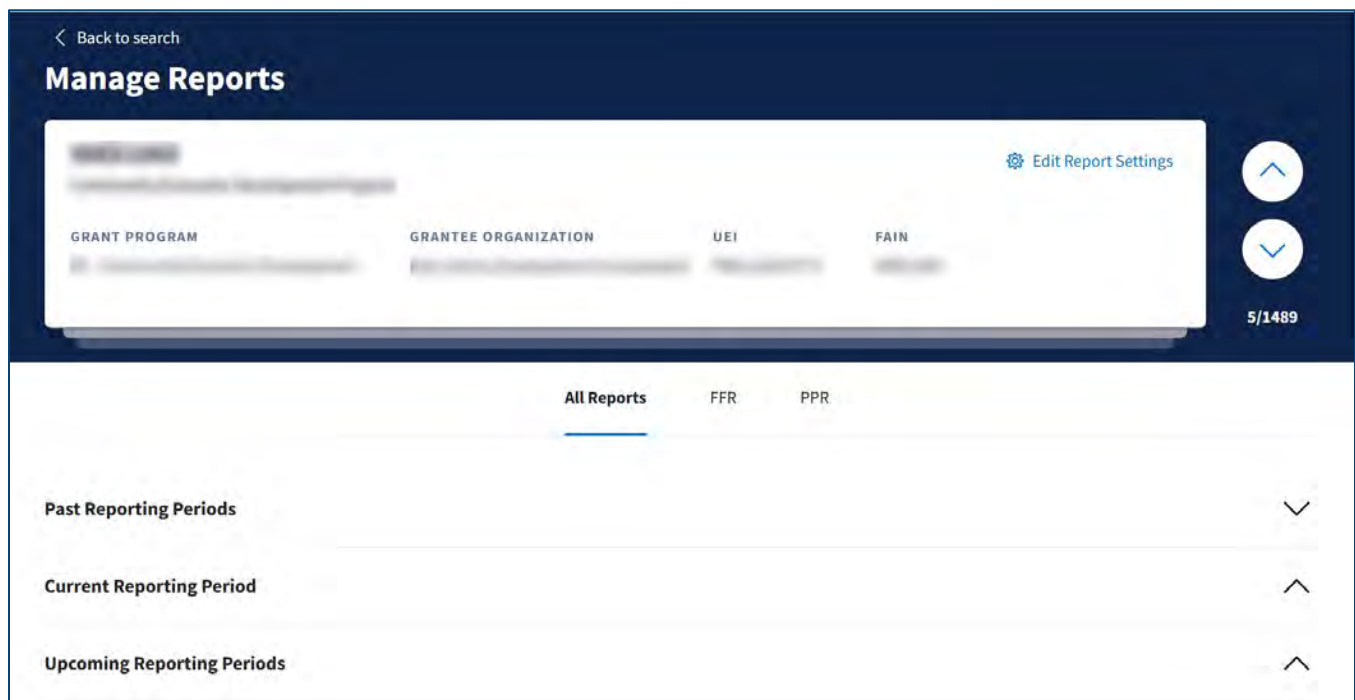 Back to search
Manage Reports
Edit Report Settings
GRANT PROGRAM GRANTEE ORGANIZATION UEI FAIN
5/1489
All Reports FFR PPR
Past Reporting Periods
Current Reporting Period
Upcoming Reporting Periods